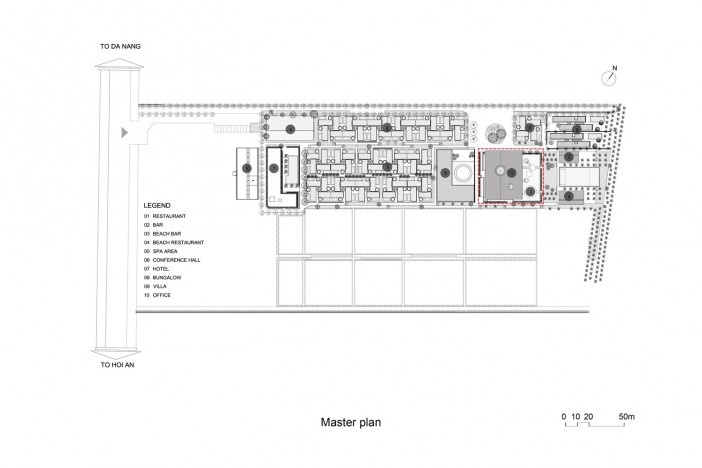 TO DA NANG
N
LEGEND
01 RESTAURANT
02 BAR
03 BEACH BAR
04 BEACH RESTAURANT
05 SPA AREA
06 CONFERENCE HALL
07 HOTEL
08 BUNGALOW
09 VILLA
10 OFFICE
TO HOI AN
Master plan
0 10 20 50m